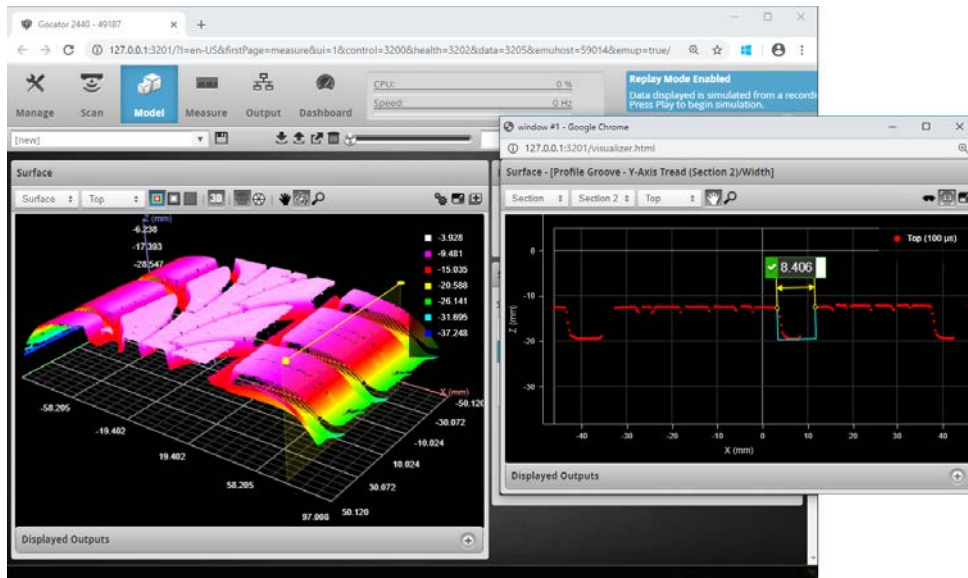 Gocator 2440 - 49187
127.0.0.1:3201/?l=en-US&firstPage=measure&ui=1&control=3200&health=3202&data=3205&emuhost=59014&emup=true/
Manage
Scan
Model
Measure
Output
Dashboard
CPU:
0 %
Speed:
0 Hz
Replay Mode Enabled
Data displayed is simulated from a recordi
Press Play to begin simulation.
[new]
Surface
Surface
Top
3D
Z (mm)
-6.238
-17.393
-28.547
-3.928
-9.481
-15.035
-20.588
-26.141
-31.695
-37.248
X (mm)
-50.120
-30.072
-10.024
10.024
30.072
50.120
-58.205
-19.402
19.402
58.205
97.008
Displayed Outputs
window #1 - Google Chrome
127.0.0.1:3201/visualizer.html
Surface - [Profile Groove - Y-Axis Tread (Section 2)/Width]
Section
Section 2
Top
Top (100 µs)
8.406
0
-10
-20
-30
Z (mm)
-40
-30
-20
-10
0
10
20
30
40
X (mm)
Displayed Outputs